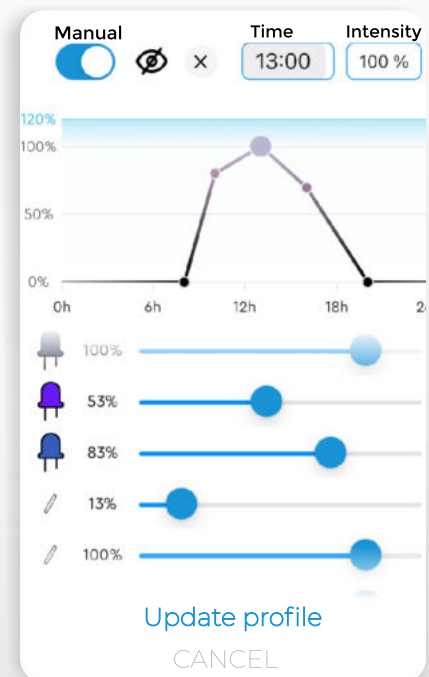 Manual Time Intensity
13:00 100 %
120%
100%
50%
0%
0h 6h 12h 18h 2
100%
53%
83%
13%
100%
Update profile
CANCEL